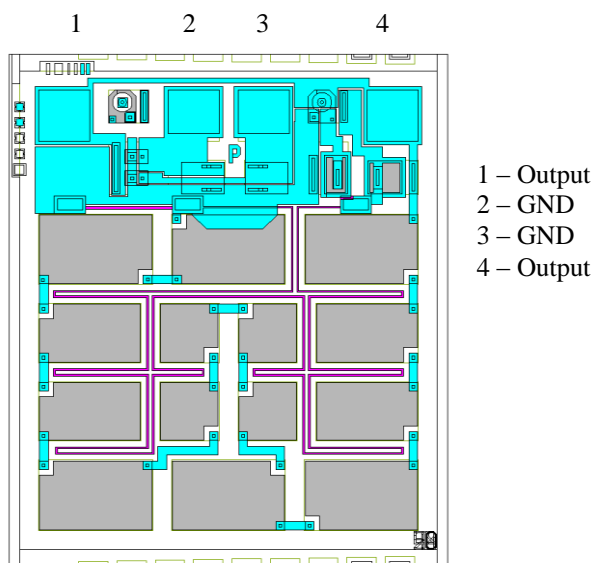 1 2 3 4
P
1 – Output
2 – GND
3 – GND
4 – Output